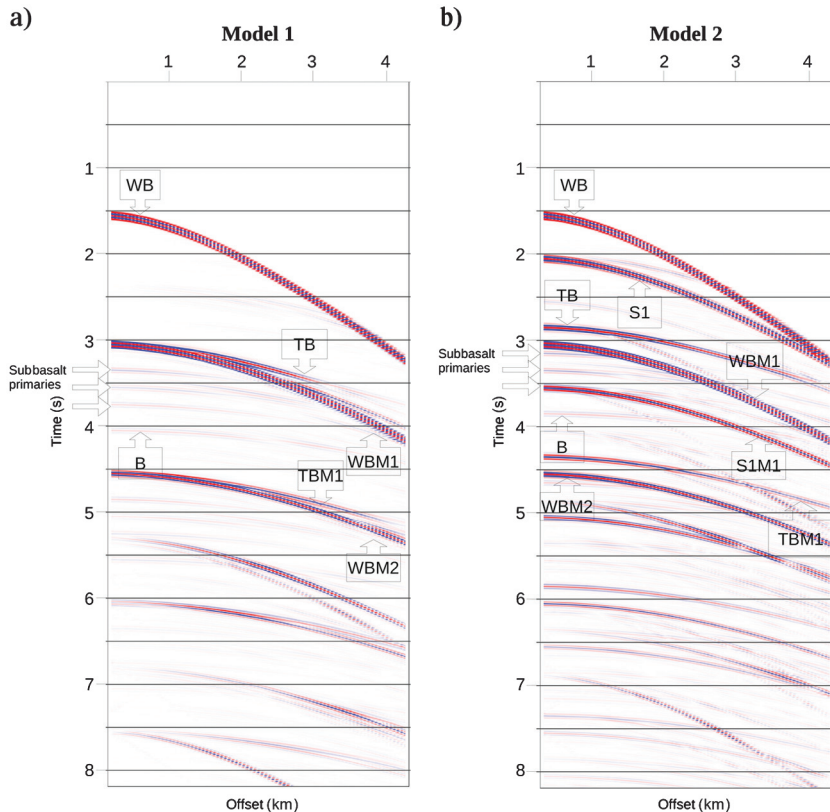 a)
Model 1
1 2 3 4
WB
1
2
3
TB
Subbasalt
primaries
Time (s)
4
B
WBM1
TBM1
5
WBM2
6
7
8
Offset (km)
b)
Model 2
1 2 3 4
WB
1
2
TB
S1
3
WBM1
Subbasalt
primaries
Time (s)
4
B
S1M1
WBM2
5
TBM1
6
7
8
Offset (km)